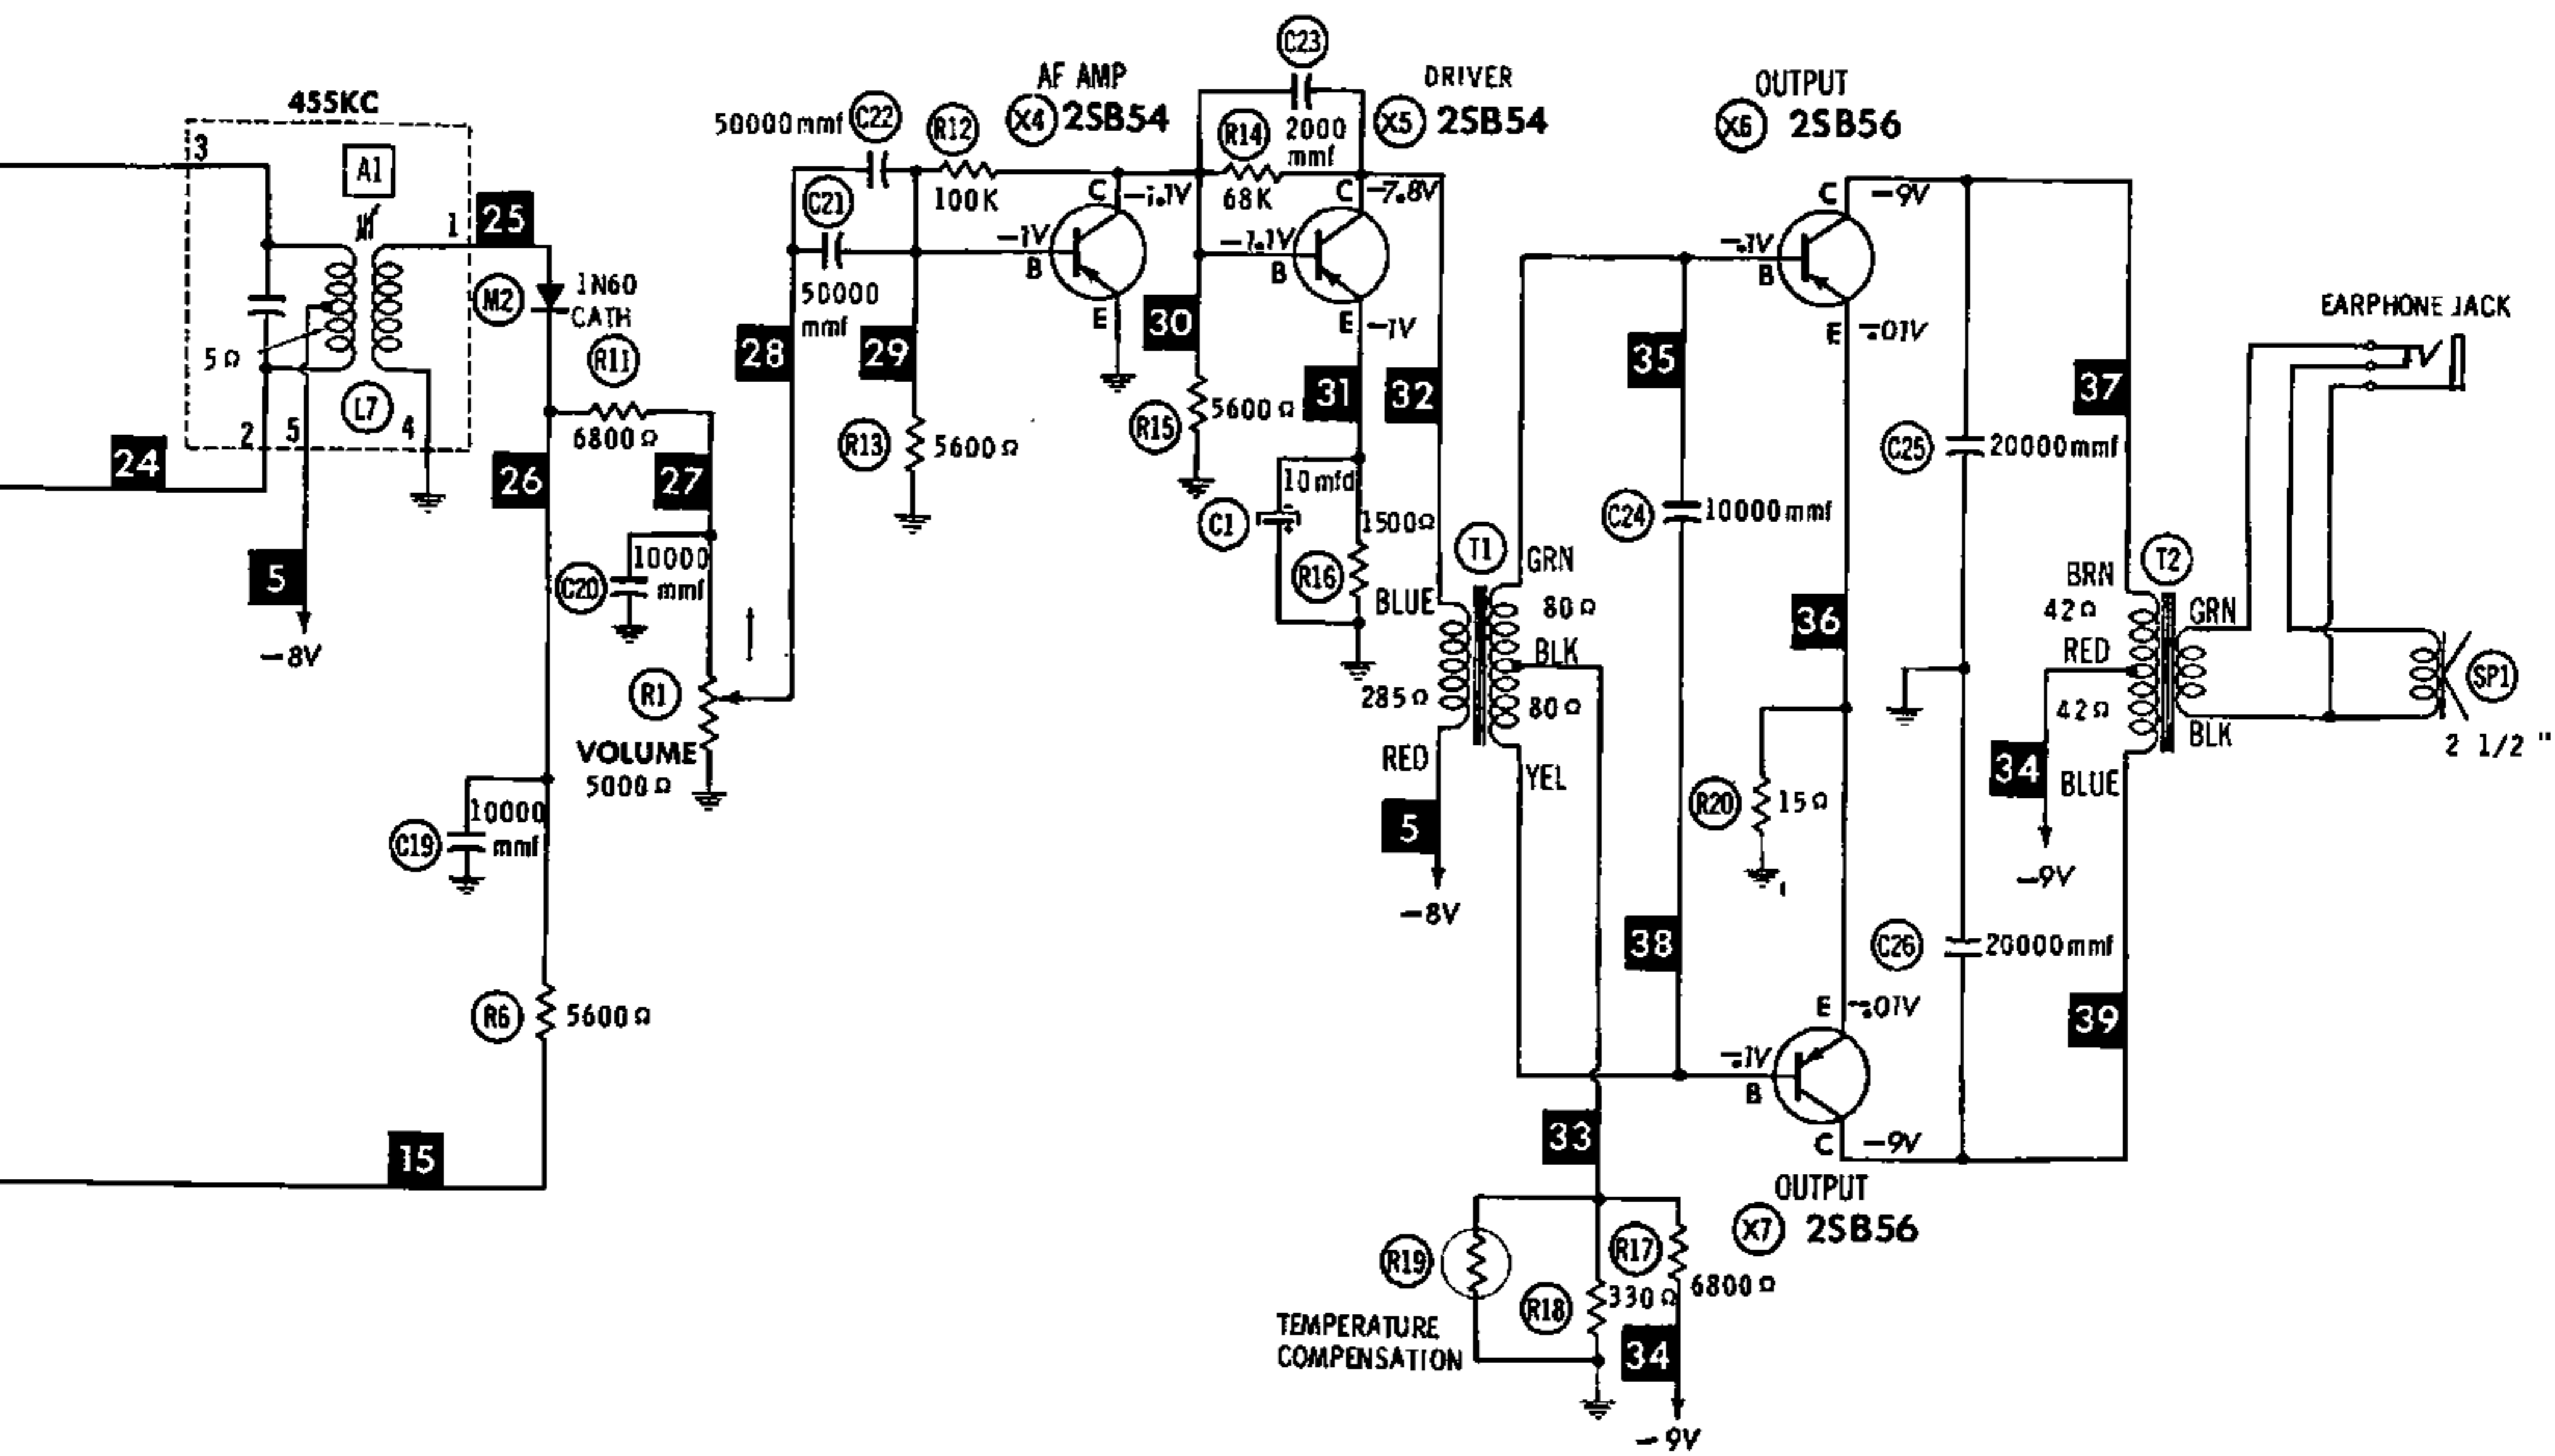 455KC
3
A1
1
25
5Ω
L7
2
5
4
24
5
-8V
M2
1N60
CATH
R11
6800Ω
26
27
C20
10000
mmf
R1
VOLUME
5000Ω
C19
10000
mmf
R6
5600Ω
15
50000mmf
C22
R12
100K
C21
50000
mmf
28
29
R13
5600Ω
AF AMP
X4 2SB54
C
-1.1V
-1V
B
E
C23
2000
mmf
R14
68K
DRIVER
X5 2SB54
C
-7.8V
-1.1V
B
E
-1V
30
R15
5600Ω
31
32
10mfd
C1
1500Ω
R16
T1
BLUE
285Ω
RED
5
-8V
GRN
80Ω
BLK
80Ω
YEL
OUTPUT
X6 2SB56
C
-9V
-.1V
B
E
-.01V
35
C24
10000mmf
36
R20
15Ω
38
E
-.01V
-.1V
B
C
-9V
OUTPUT
X7 2SB56
33
R19
R18
330Ω
R17
6800Ω
TEMPERATURE
COMPENSATION
34
-9V
C25
20000mmf
C26
20000mmf
37
39
BRN
42Ω
RED
42Ω
BLUE
34
-9V
T2
GRN
BLK
EARPHONE JACK
SP1
2 1/2 "